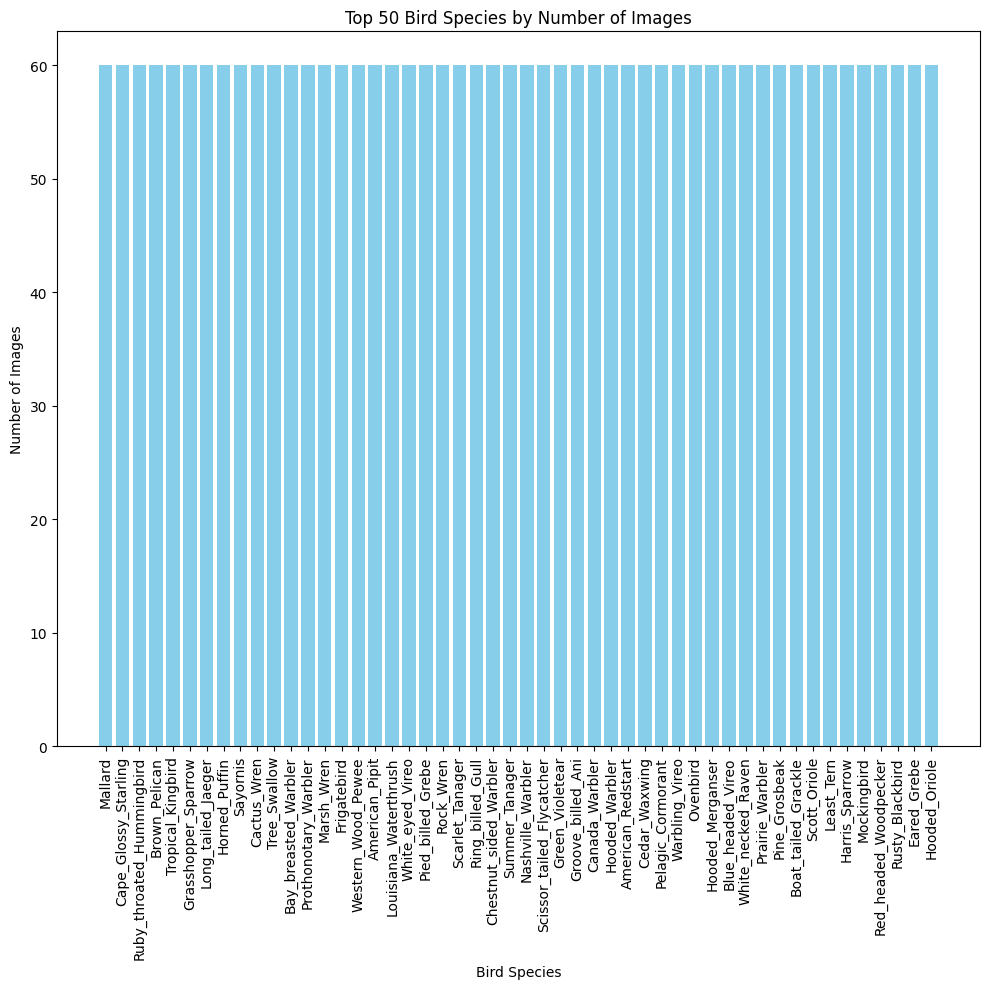 Top 50 Bird Species by Number of Images
Number of Images
60
50
40
30
20
10
0
Mallard
Cape_Glossy_Starling
Ruby_throated_Hummingbird
Brown_Pelican
Tropical_Kingbird
Grasshopper_Sparrow
Long_tailed_Jaeger
Horned_Puffin
Sayornis
Cactus_Wren
Tree_Swallow
Bay_breasted_Warbler
Prothonotary_Warbler
Marsh_Wren
Frigatebird
Western_Wood_Pewee
American_Pipit
Louisiana_Waterthrush
White_eyed_Vireo
Pied_billed_Grebe
Rock_Wren
Scarlet_Tanager
Ring_billed_Gull
Chestnut_sided_Warbler
Summer_Tanager
Nashville_Warbler
Scissor_tailed_Flycatcher
Green_Violetear
Groove_billed_Ani
Canada_Warbler
Hooded_Warbler
American_Redstart
Cedar_Waxwing
Pelagic_Cormorant
Warbling_Vireo
Ovenbird
Hooded_Merganser
Blue_headed_Vireo
White_necked_Raven
Prairie_Warbler
Pine_Grosbeak
Boat_tailed_Grackle
Scott_Oriole
Least_Tern
Harris_Sparrow
Mockingbird
Red_headed_Woodpecker
Rusty_Blackbird
Eared_Grebe
Hooded_Oriole
Bird Species